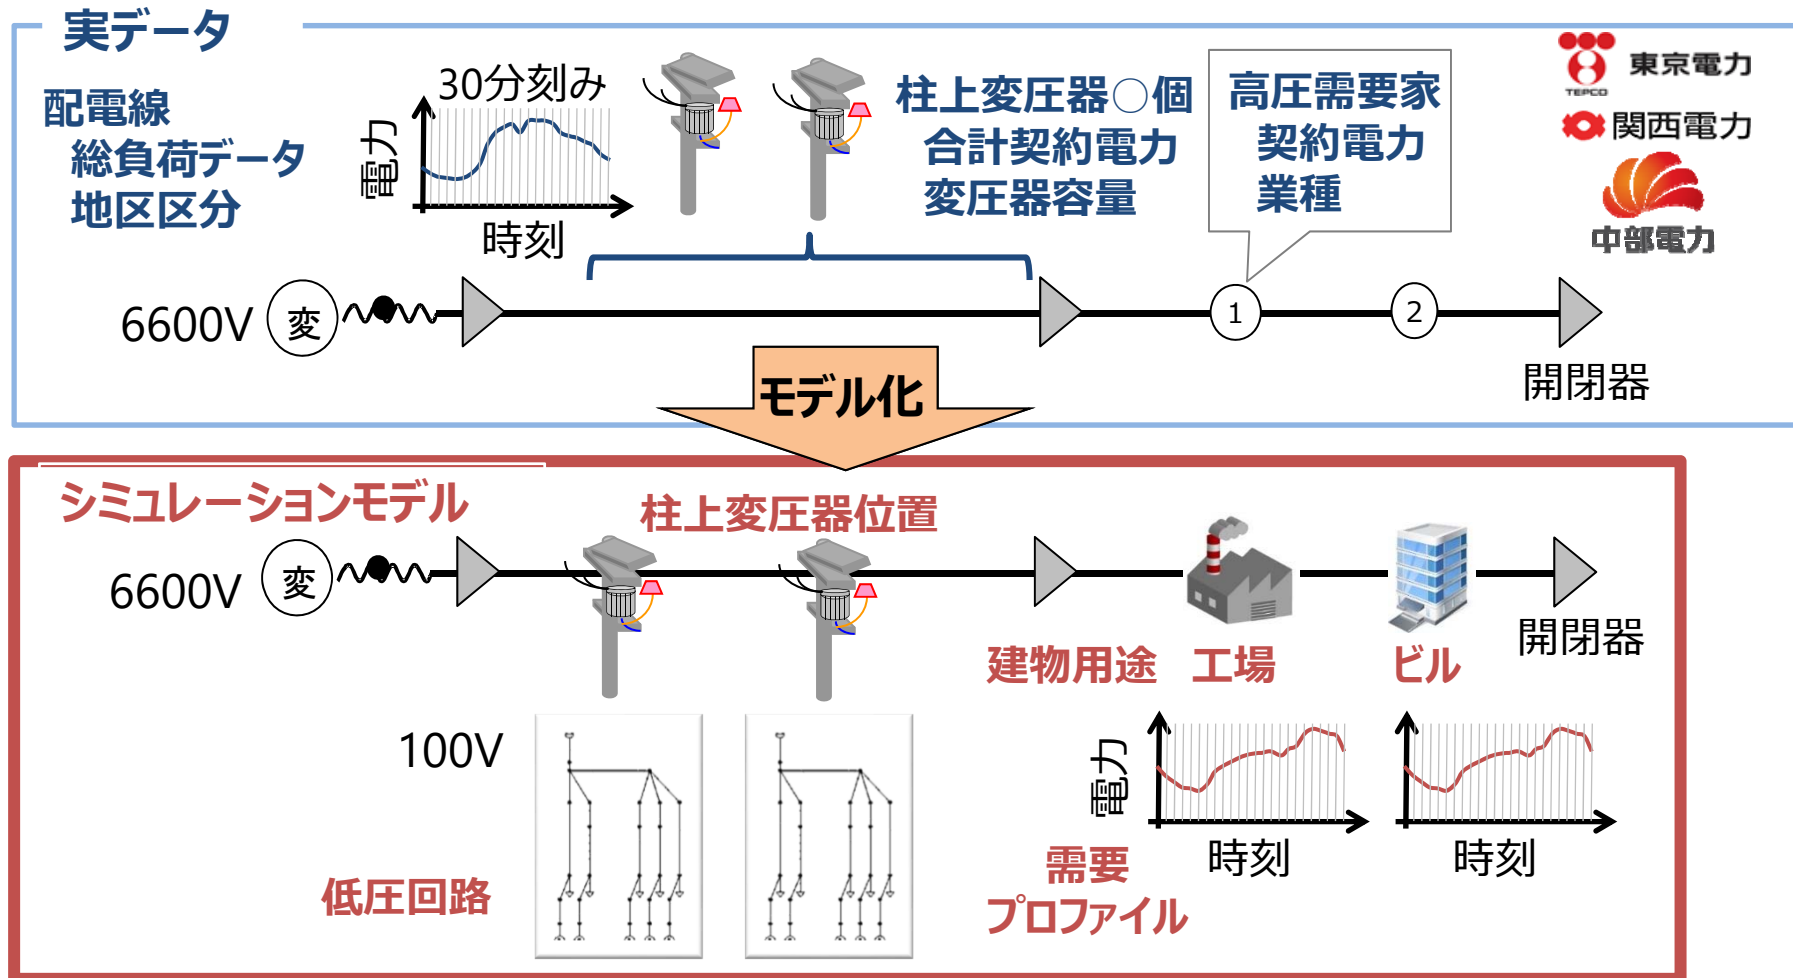 実データ
配電線
総負荷データ
地区区分
30分刻み
電力
時刻
柱上変圧器○個
合計契約電力
変圧器容量
高圧需要家
契約電力
業種
TEPCO
東京電力
関西電力
中部電力
6600V
変
1
2
開閉器
モデル化
シミュレーションモデル
柱上変圧器位置
6600V
変
開閉器
建物用途
工場
ビル
100V
低圧回路
電力
時刻
時刻
需要
プロファイル